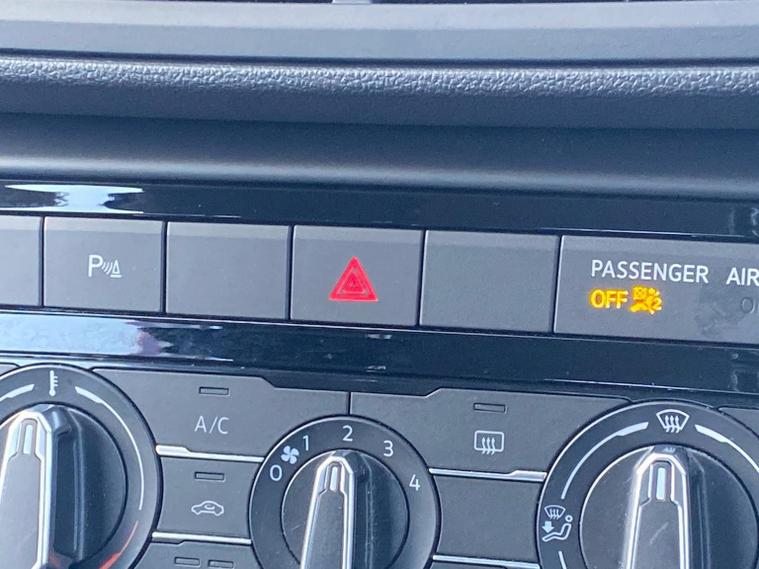 P
PASSENGER AIR
OFF
A/C
0 1 2 3 4